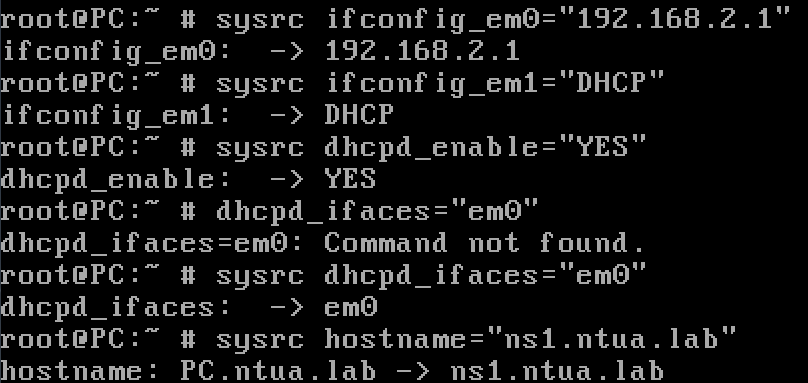 root@PC:~ # sysrc ifconfig_em0="192.168.2.1"
ifconfig_em0:  -> 192.168.2.1
root@PC:~ # sysrc ifconfig_em1="DHCP"
ifconfig_em1:  -> DHCP
root@PC:~ # sysrc dhcpd_enable="YES"
dhcpd_enable:  -> YES
root@PC:~ # dhcpd_ifaces="em0"
dhcpd_ifaces=em0: Command not found.
root@PC:~ # sysrc dhcpd_ifaces="em0"
dhcpd_ifaces:  -> em0
root@PC:~ # sysrc hostname="ns1.ntua.lab"
hostname: PC.ntua.lab -> ns1.ntua.lab